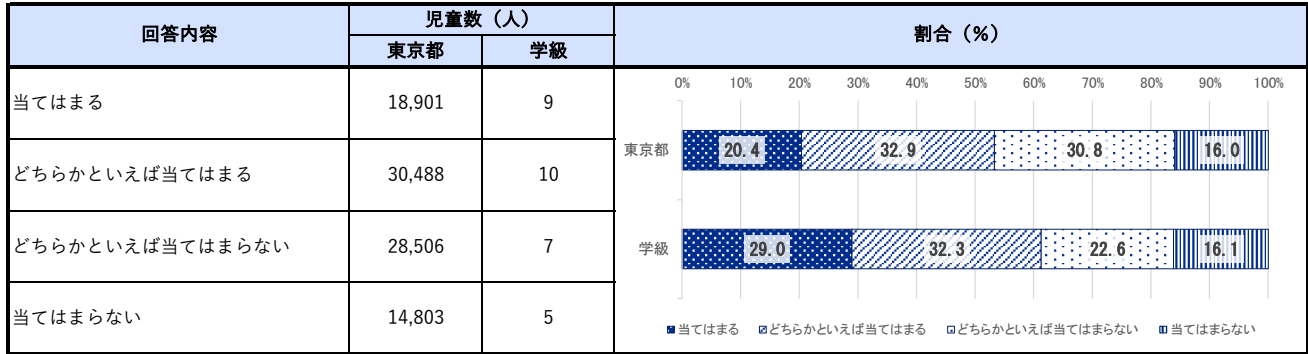 回答内容
児童数（人）
割合（%）
東京都
学級
当てはまる
18,901
9
どちらかといえば当てはまる
30,488
10
どちらかといえば当てはまらない
28,506
7
当てはまらない
14,803
5
0% 10% 20% 30% 40% 50% 60% 70% 80% 90% 100%
東京都 20.4 32.9 30.8 16.0
学級 29.0 32.3 22.6 16.1
当てはまる どちらかといえば当てはまる どちらかといえば当てはまらない 当てはまらない